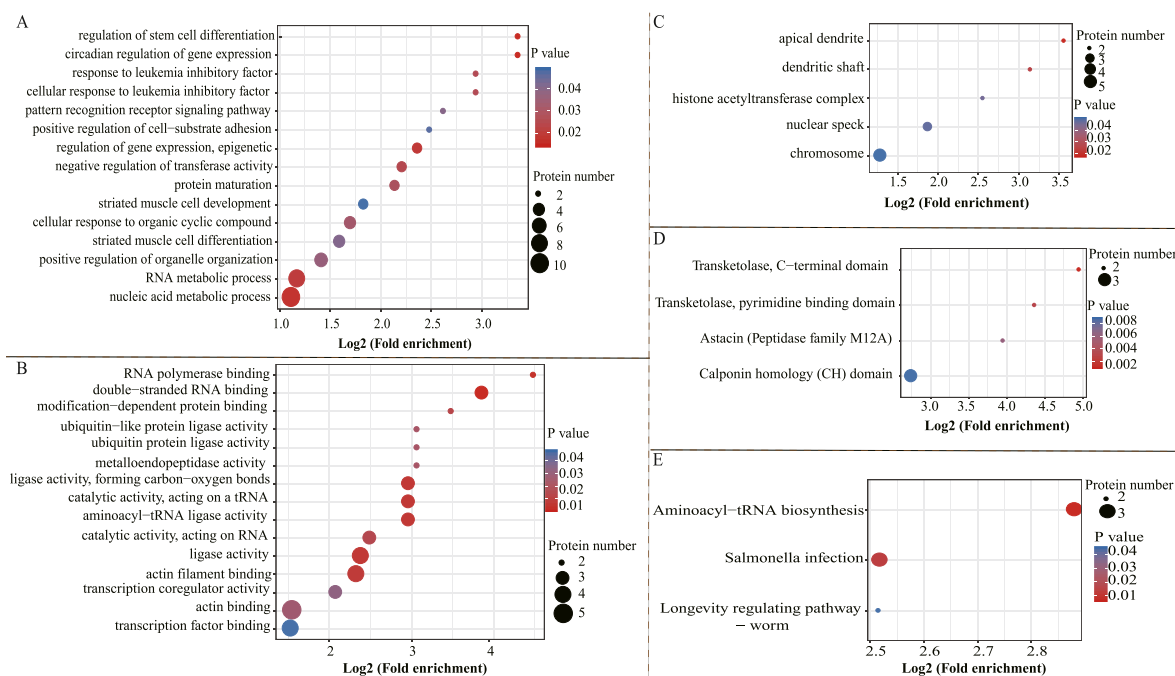 A
regulation of stem cell differentiation
circadian regulation of gene expression
response to leukemia inhibitory factor
cellular response to leukemia inhibitory factor
pattern recognition receptor signaling pathway
positive regulation of cell−substrate adhesion
regulation of gene expression, epigenetic
negative regulation of transferase activity
protein maturation
striated muscle cell development
cellular response to organic cyclic compound
striated muscle cell differentiation
positive regulation of organelle organization
RNA metabolic process
nucleic acid metabolic process
1.0 1.5 2.0 2.5 3.0
Log2 (Fold enrichment)
P value
0.04
0.03
0.02
Protein number
2
4
6
8
10
B
RNA polymerase binding
double−stranded RNA binding
modification−dependent protein binding
ubiquitin−like protein ligase activity
ubiquitin protein ligase activity
metalloendopeptidase activity
ligase activity, forming carbon−oxygen bonds
catalytic activity, acting on a tRNA
aminoacyl−tRNA ligase activity
catalytic activity, acting on RNA
ligase activity
actin filament binding
transcription coregulator activity
actin binding
transcription factor binding
2 3 4
Log2 (Fold enrichment)
P value
0.04
0.03
0.02
0.01
Protein number
2
3
4
5
C
apical dendrite
dendritic shaft
histone acetyltransferase complex
nuclear speck
chromosome
1.5 2.0 2.5 3.0 3.5
Log2 (Fold enrichment)
Protein number
2
3
4
5
P value
0.04
0.03
0.02
D
Transketolase, C−terminal domain
Transketolase, pyrimidine binding domain
Astacin (Peptidase family M12A)
Calponin homology (CH) domain
3.0 3.5 4.0 4.5 5.0
Log2 (Fold enrichment)
Protein number
2
3
P value
0.008
0.006
0.004
0.002
E
Aminoacyl−tRNA biosynthesis
Salmonella infection
Longevity regulating pathway
− worm
2.5 2.6 2.7 2.8
Log2 (Fold enrichment)
Protein number
2
3
P value
0.04
0.03
0.02
0.01